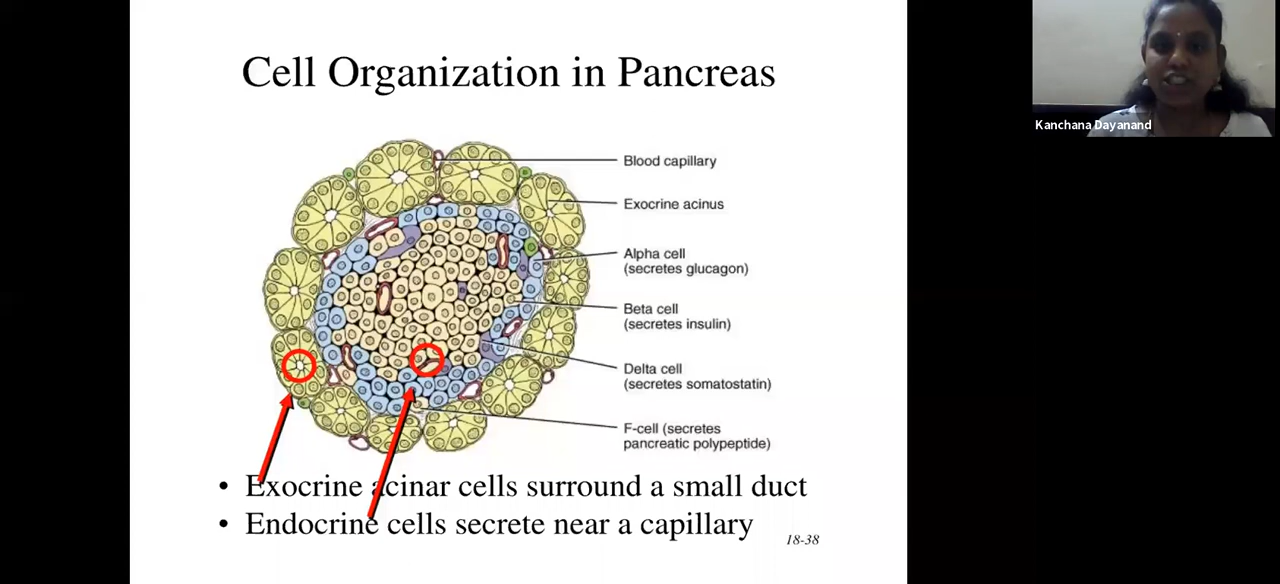 Cell Organization in Pancreas
Kanchana Dayanand
Blood capillary
Exocrine acinus
Alpha cell
(secretes glucagon)
Beta cell
(secretes insulin)
Delta cell
(secretes somatostatin)
F-cell (secretes
pancreatic polypeptide)
• Exocrine acinar cells surround a small duct
• Endocrine cells secrete near a capillary
18-38